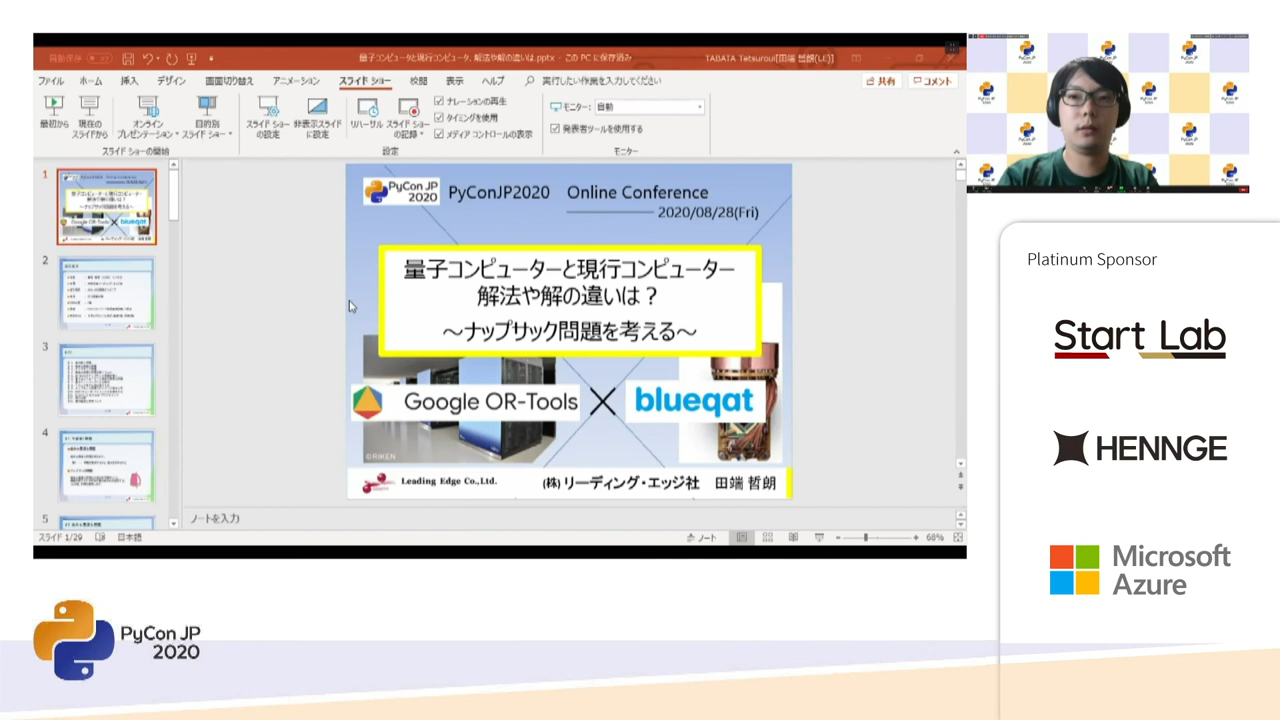 量子コンピュータと現行コンピュータ, 解法や解の違いは.pptx - この PC に保存済み
TABATA Tetsurou[田端 哲朗(LE)]
ファイル ホーム 挿入 デザイン 画面切り替え アニメーション スライド ショー 校閲 表示 ヘルプ 実行したい作業を入力してください
共有 コメント
最初から
現在の
スライドから
オンライン
プレゼンテーション
目的別
スライド ショー
スライド ショー
の設定
非表示スライド
に設定
リハーサル
スライド ショー
の記録
ナレーションの再生
タイミングを使用
メディア コントロールの表示
モニター: 自動
発表者ツールを使用する
スライド ショーの開始
設定
モニター
1
2
3
4
5
PyCon JP
2020
PyConJP2020 Online Conference
2020/08/28(Fri)
量子コンピューターと現行コンピューター
解法や解の違いは？
～ナップサック問題を考える～
Google OR-Tools
blueqat
©RIKEN
Leading Edge Co.,Ltd.
(株) リーディング・エッジ社 田端 哲朗
ノートを入力
スライド 1/29
日本語
ノート
68%
Platinum Sponsor
Start Lab
HENNGE
Microsoft
Azure
PyCon JP
2020